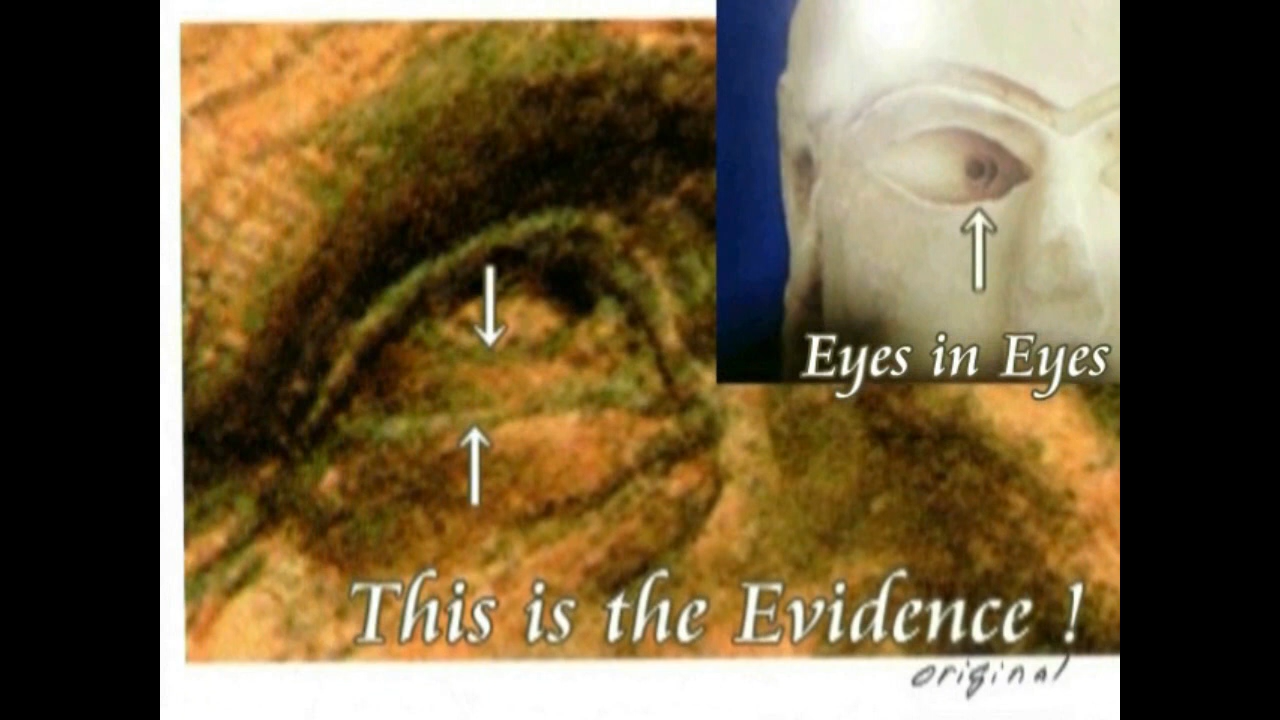 Eyes in Eyes
This is the Evidence !
original